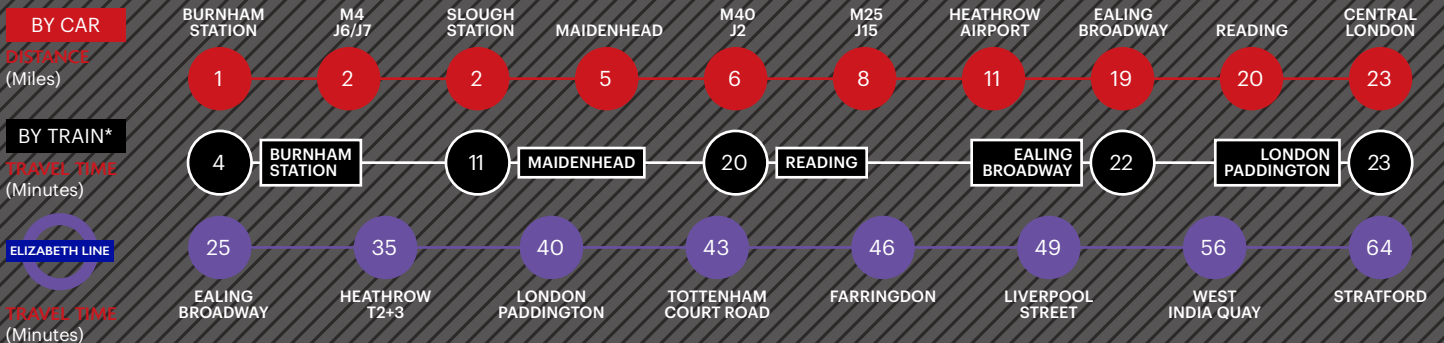 BY CAR
DISTANCE
(Miles)
BURNHAM
STATION
M4
J6/J7
SLOUGH
STATION
MAIDENHEAD
M40
J2
M25
J15
HEATHROW
AIRPORT
EALING
BROADWAY
READING
CENTRAL
LONDON
1
2
2
5
6
8
11
19
20
23
BY TRAIN*
TRAVEL TIME
(Minutes)
4
BURNHAM
STATION
11
MAIDENHEAD
20
READING
EALING
BROADWAY
22
LONDON
PADDINGTON
23
ELIZABETH LINE
TRAVEL TIME
(Minutes)
25
35
40
43
46
49
56
64
EALING
BROADWAY
HEATHROW
T2+3
LONDON
PADDINGTON
TOTTENHAM
COURT ROAD
FARRINGDON
LIVERPOOL
STREET
WEST
INDIA QUAY
STRATFORD